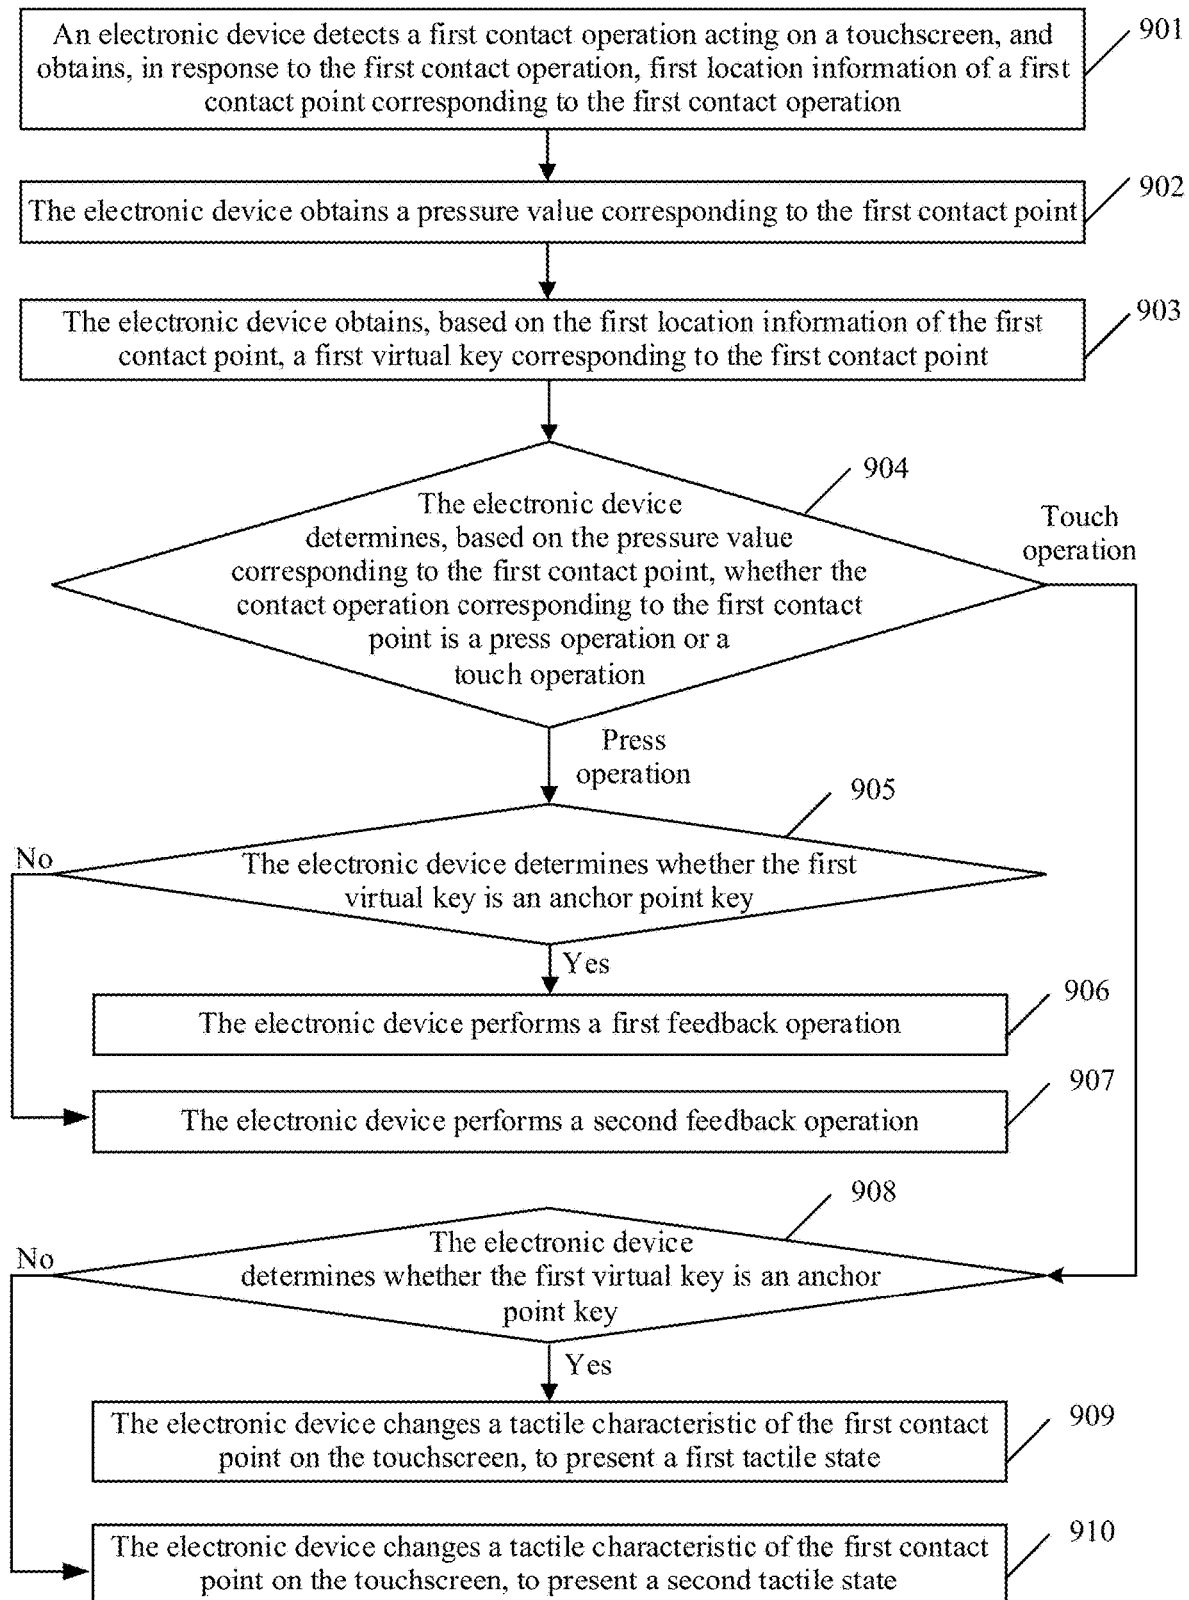 An electronic device detects a first contact operation acting on a touchscreen, and
obtains, in response to the first contact operation, first location information of a first
contact point corresponding to the first contact operation
901
The electronic device obtains a pressure value corresponding to the first contact point
902
The electronic device obtains, based on the first location information of the first
contact point, a first virtual key corresponding to the first contact point
903
The electronic device
determines, based on the pressure value
corresponding to the first contact point, whether the
contact operation corresponding to the first contact
point is a press operation or a
touch operation
904
Touch
operation
Press
operation
905
The electronic device determines whether the first
virtual key is an anchor point key
No
Yes
The electronic device performs a first feedback operation
906
The electronic device performs a second feedback operation
907
908
The electronic device
determines whether the first virtual key is an anchor
point key
No
Yes
The electronic device changes a tactile characteristic of the first contact
point on the touchscreen, to present a first tactile state
909
The electronic device changes a tactile characteristic of the first contact
point on the touchscreen, to present a second tactile state
910